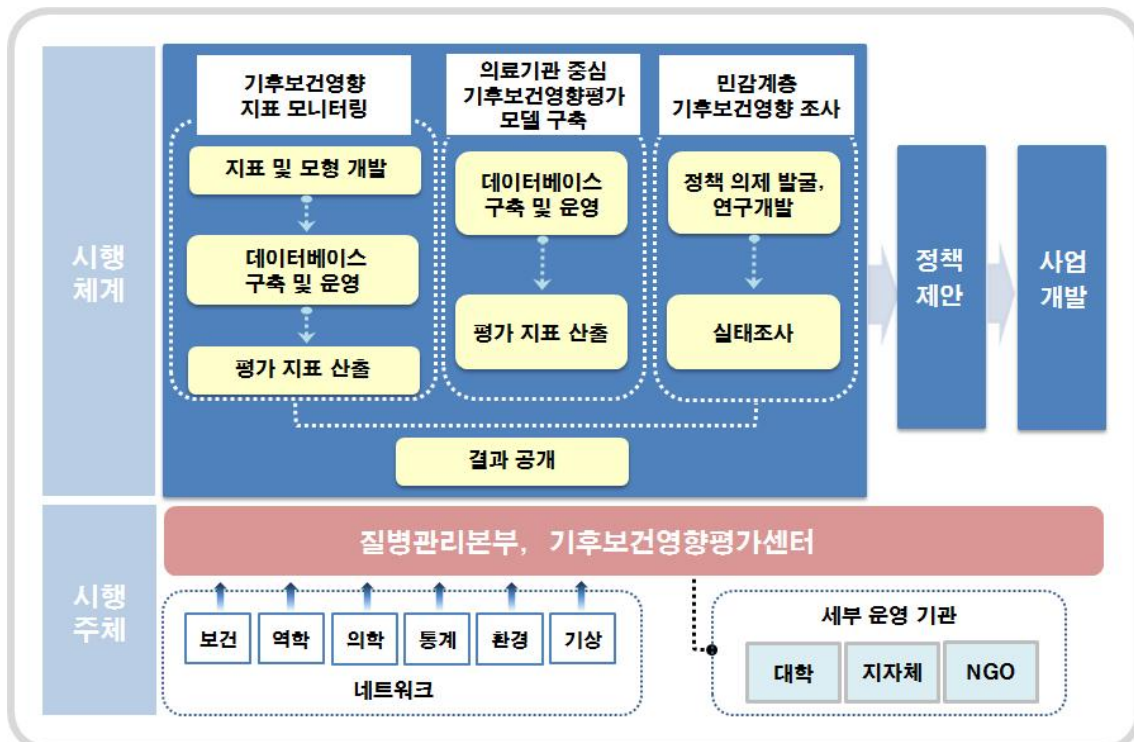 시행
체계
기후보건영향
지표 모니터링
지표 및 모형 개발
데이터베이스
구축 및 운영
평가 지표 산출
의료기관 중심
기후보건영향평가
모델 구축
데이터베이스
구축 및 운영
평가 지표 산출
민감계층
기후보건영향 조사
정책 의제 발굴,
연구개발
실태조사
결과 공개
정책
제안
사업
개발
시행
주체
질병관리본부, 기후보건영향평가센터
보건 역학 의학 통계 환경 기상
네트워크
세부 운영 기관
대학 지자체 NGO